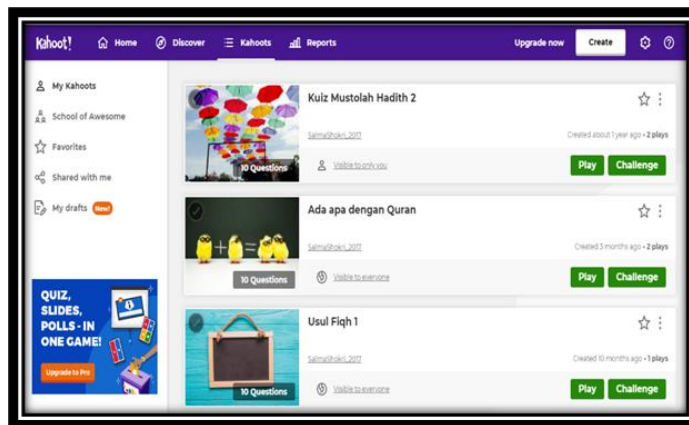 Kahoot! Home Discover Kahoots Reports Upgrade now Create
My Kahoots
School of Awesome
Favorites
Shared with me
My drafts New!
QUIZ,
SLIDES,
POLLS - IN
ONE GAME!
Upgrade to Pro
Kuiz Mustolah Hadith 2
SalmaShokri_2017 Created about 1 year ago • 2 plays
10 Questions Visible to only you Play Challenge
Ada apa dengan Quran
SalmaShokri_2017 Created 3 months ago • 2 plays
10 Questions Visible to everyone Play Challenge
Usul Fiqh 1
SalmaShokri_2017 Created 10 months ago • 1 plays
10 Questions Visible to everyone Play Challenge